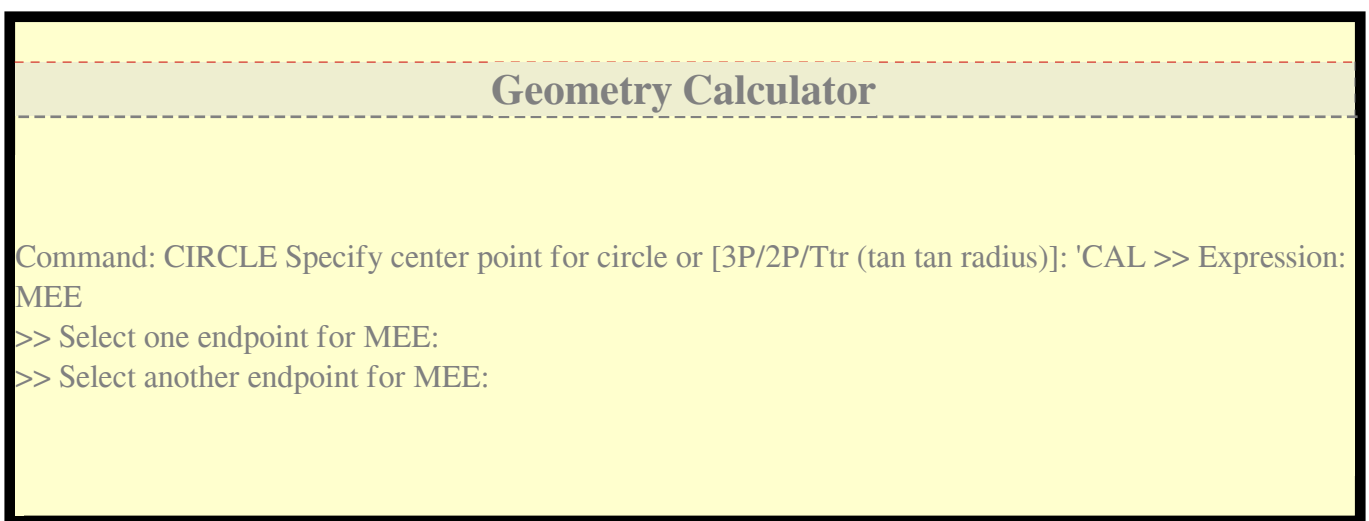 Geometry Calculator
Command: CIRCLE Specify center point for circle or [3P/2P/Ttr (tan tan radius)]: 'CAL >> Expression:
MEE
>> Select one endpoint for MEE:
>> Select another endpoint for MEE: